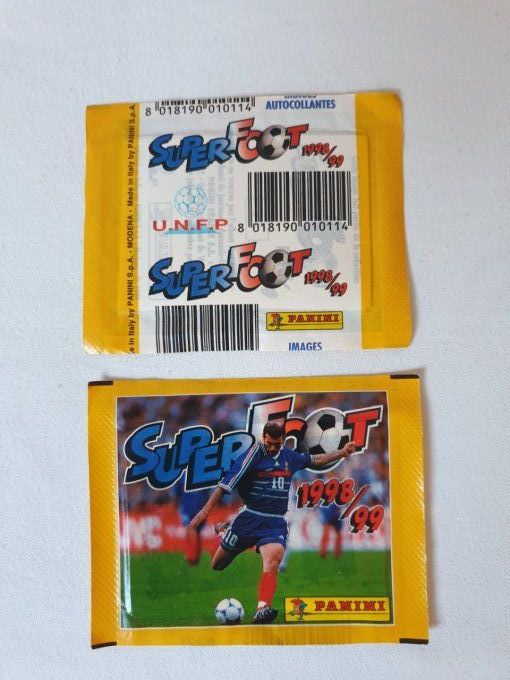 IMAGES
AUTOCOLLANTES
8 018190 010114
SUPERFOOT 1998/99
U.N.F.P
8 018190 010114
SUPERFOOT 1998/99
PANINI
IMAGES
Made in Italy by PANINI S.p.A. - MODENA - Made in Italy by PANINI S.p.A.
SUPERFOOT
1998/99
10
10
PANINI